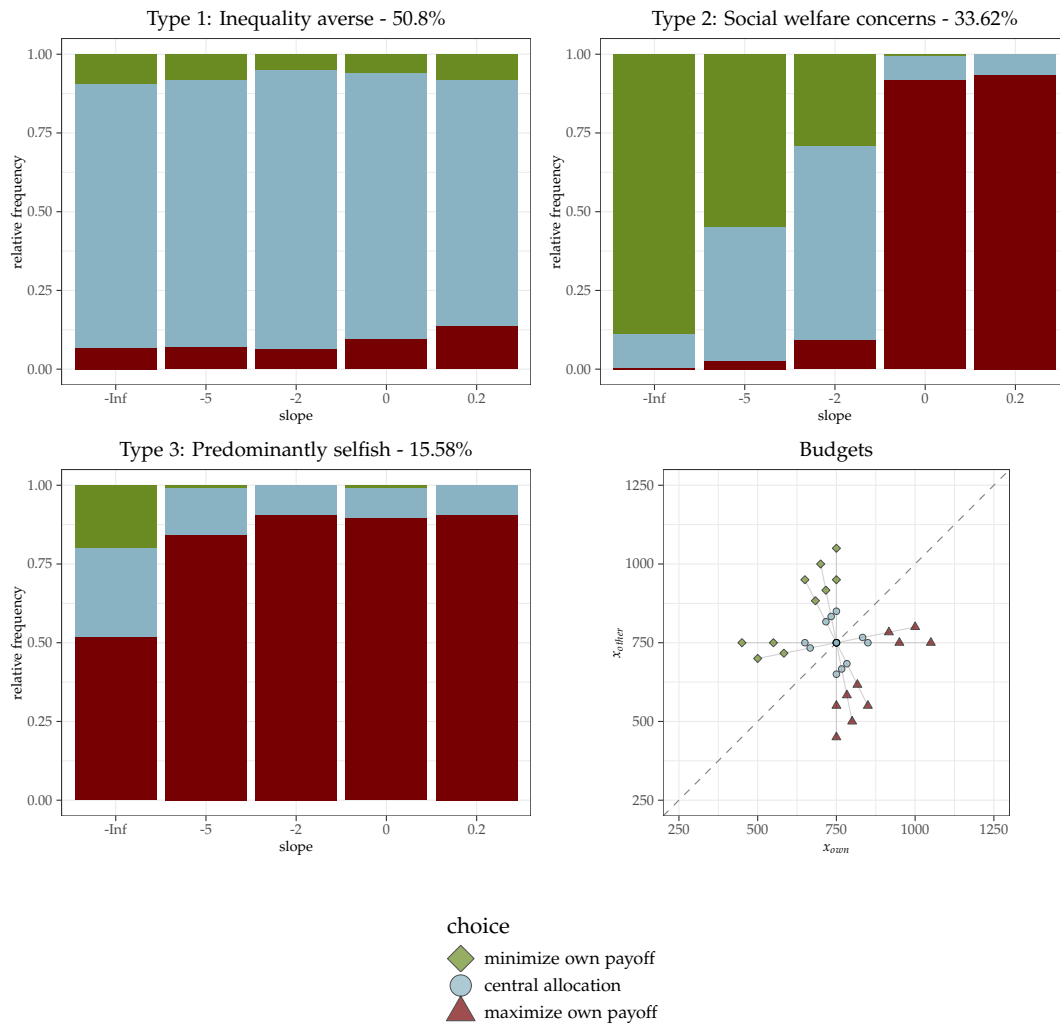 Type 1: Inequality averse - 50.8%
relative frequency
1.00
0.75
0.50
0.25
0.00
-Inf -5 -2 0 0.2
slope
Type 2: Social welfare concerns - 33.62%
relative frequency
1.00
0.75
0.50
0.25
0.00
-Inf -5 -2 0 0.2
slope
Type 3: Predominantly selfish - 15.58%
relative frequency
1.00
0.75
0.50
0.25
0.00
-Inf -5 -2 0 0.2
slope
Budgets
x_other
1250
1000
750
500
250
250 500 750 1000 1250
x_own
choice
minimize own payoff
central allocation
maximize own payoff